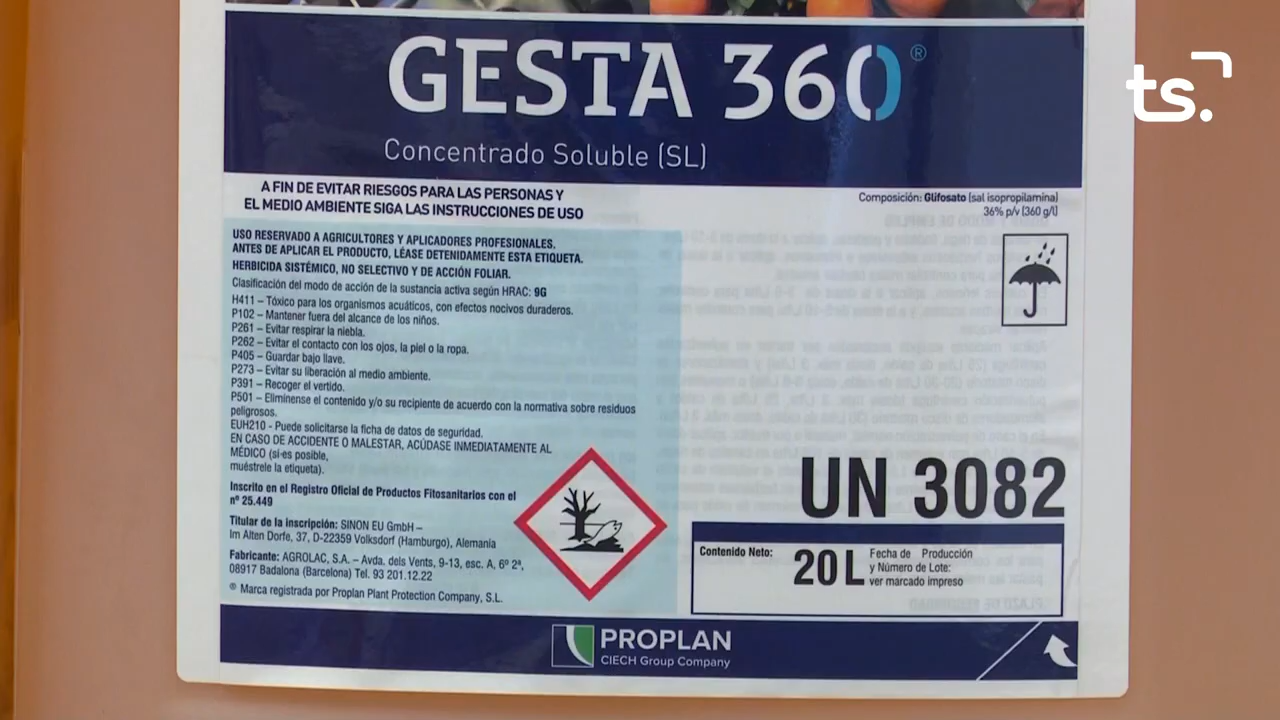 ts.
GESTA 360®
Concentrado Soluble (SL)
A FIN DE EVITAR RIESGOS PARA LAS PERSONAS Y
EL MEDIO AMBIENTE SIGA LAS INSTRUCCIONES DE USO
Composición: Glifosato (sal isopropilamina)
36% p/v (360 g/l)
USO RESERVADO A AGRICULTORES Y APLICADORES PROFESIONALES.
ANTES DE APLICAR EL PRODUCTO, LÉASE DETENIDAMENTE ESTA ETIQUETA.
HERBICIDA SISTÉMICO, NO SELECTIVO Y DE ACCIÓN FOLIAR.
Clasificación del modo de acción de la sustancia activa según HRAC: 9G
H411 – Tóxico para los organismos acuáticos, con efectos nocivos duraderos.
P102 – Mantener fuera del alcance de los niños.
P261 – Evitar respirar la niebla.
P262 – Evitar el contacto con los ojos, la piel o la ropa.
P405 – Guardar bajo llave.
P273 – Evitar su liberación al medio ambiente.
P391 – Recoger el vertido.
P501 – Elimínense el contenido y/o su recipiente de acuerdo con la normativa sobre residuos
peligrosos.
EUH210 - Puede solicitarse la ficha de datos de seguridad.
EN CASO DE ACCIDENTE O MALESTAR, ACÚDASE INMEDIATAMENTE AL
MÉDICO (si es posible,
muéstrele la etiqueta).
Inscrito en el Registro Oficial de Productos Fitosanitarios con el
nº 25.449
Titular de la inscripción: SINON EU GmbH –
Im Alten Dorfe, 37, D-22359 Volksdorf (Hamburgo), Alemania
Fabricante: AGROLAC, S.A. – Avda. dels Vents, 9-13, esc. A, 6º 2ª,
08917 Badalona (Barcelona) Tel. 93 201.12.22
® Marca registrada por Proplan Plant Protection Company, S.L.
UN 3082
Contenido Neto: 20 L
Fecha de Producción
y Número de Lote:
ver marcado impreso
PROPLAN
CIECH Group Company